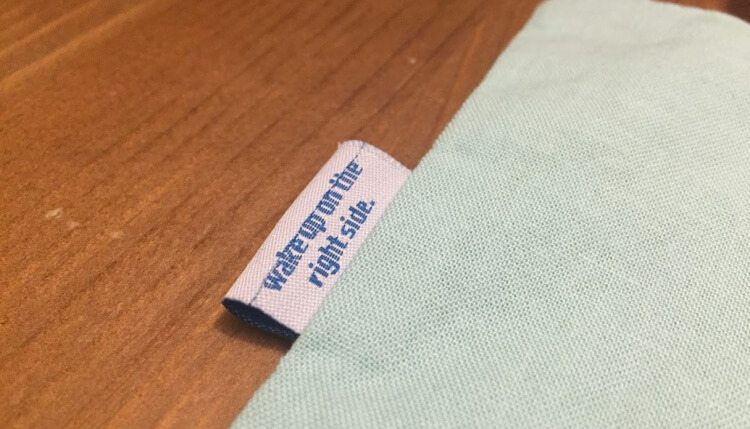 wake up on the
right side.